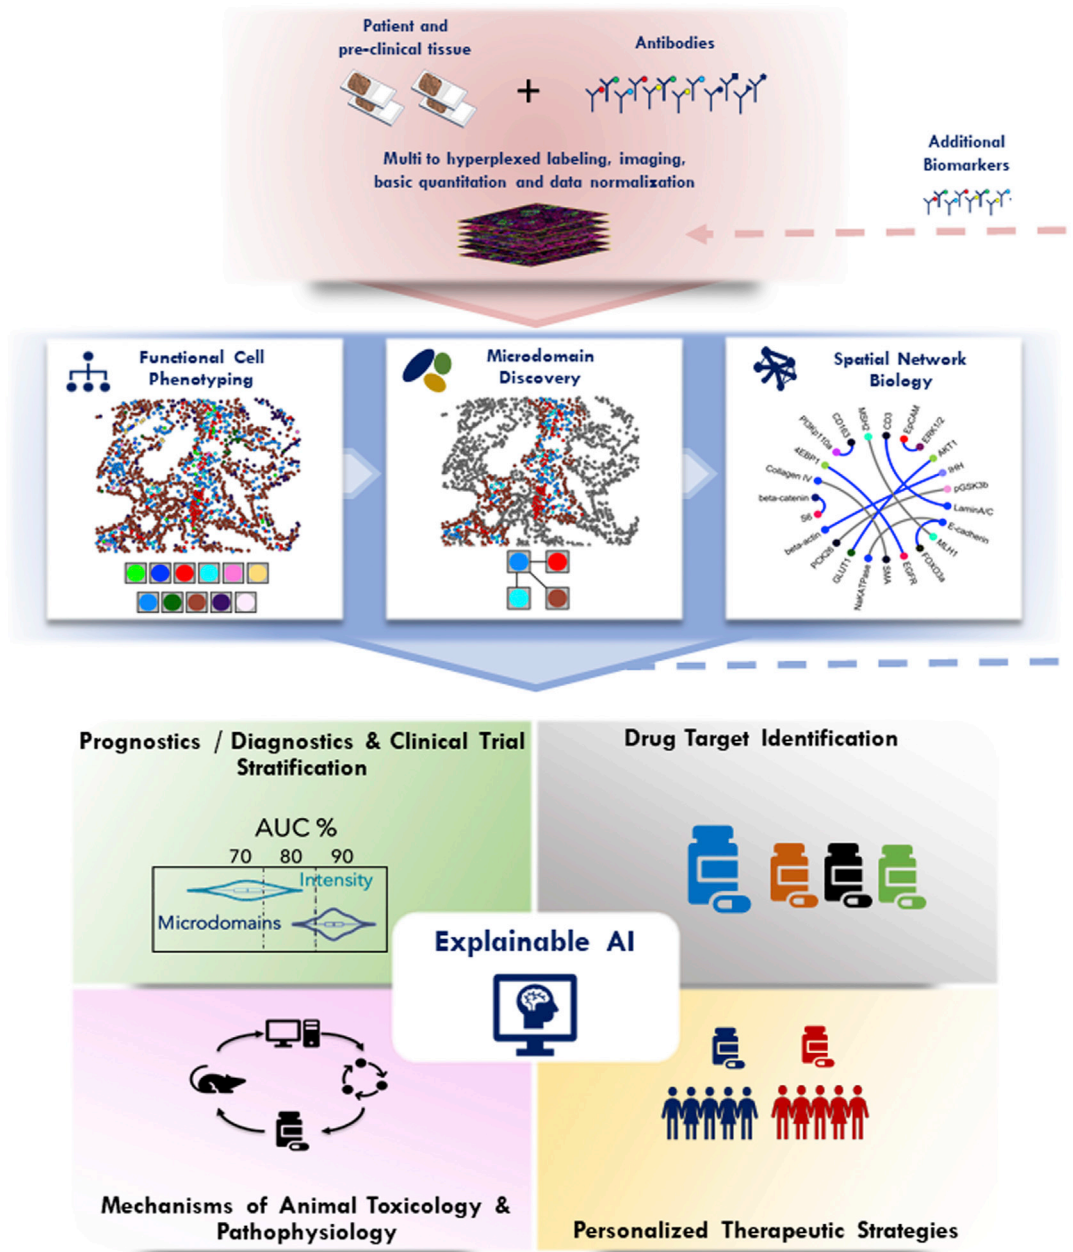 Patient and
pre-clinical tissue
+
Antibodies
Multi to hyperplexed labeling, imaging,
basic quantitation and data normalization
Additional
Biomarkers
Functional Cell
Phenotyping
Microdomain
Discovery
Spatial Network
Biology
CD3
EpCAM
ERK1/2
AKT1
IHH
pGSK3b
LaminA/C
E-cadherin
MLH1
FOXO3a
EGFR
SMA
NaKATPase
GLUT1
PCK26
beta-actin
S6
beta-catenin
Collagen IV
4EBP1
PI3Kp110a
CD163
MSH2
Prognostics / Diagnostics & Clinical Trial
Stratification
AUC %
70 80 90
Intensity
Microdomains
Drug Target Identification
Explainable AI
Mechanisms of Animal Toxicology &
Pathophysiology
Personalized Therapeutic Strategies